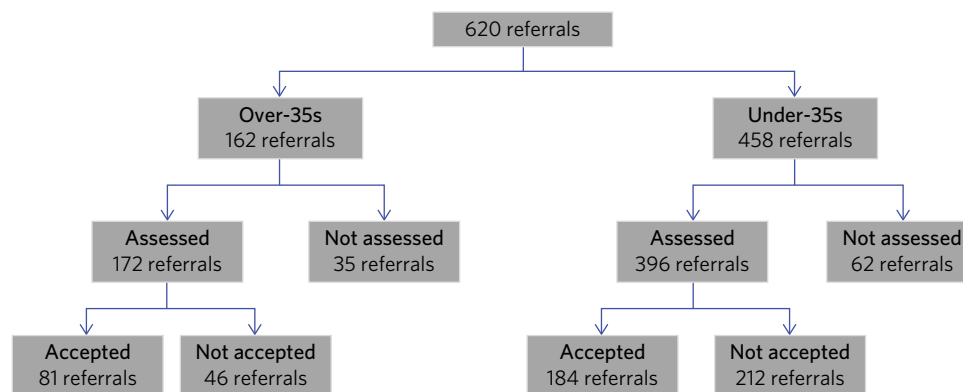 620 referrals
Over-35s
162 referrals
Under-35s
458 referrals
Assessed
172 referrals
Not assessed
35 referrals
Assessed
396 referrals
Not assessed
62 referrals
Accepted
81 referrals
Not accepted
46 referrals
Accepted
184 referrals
Not accepted
212 referrals